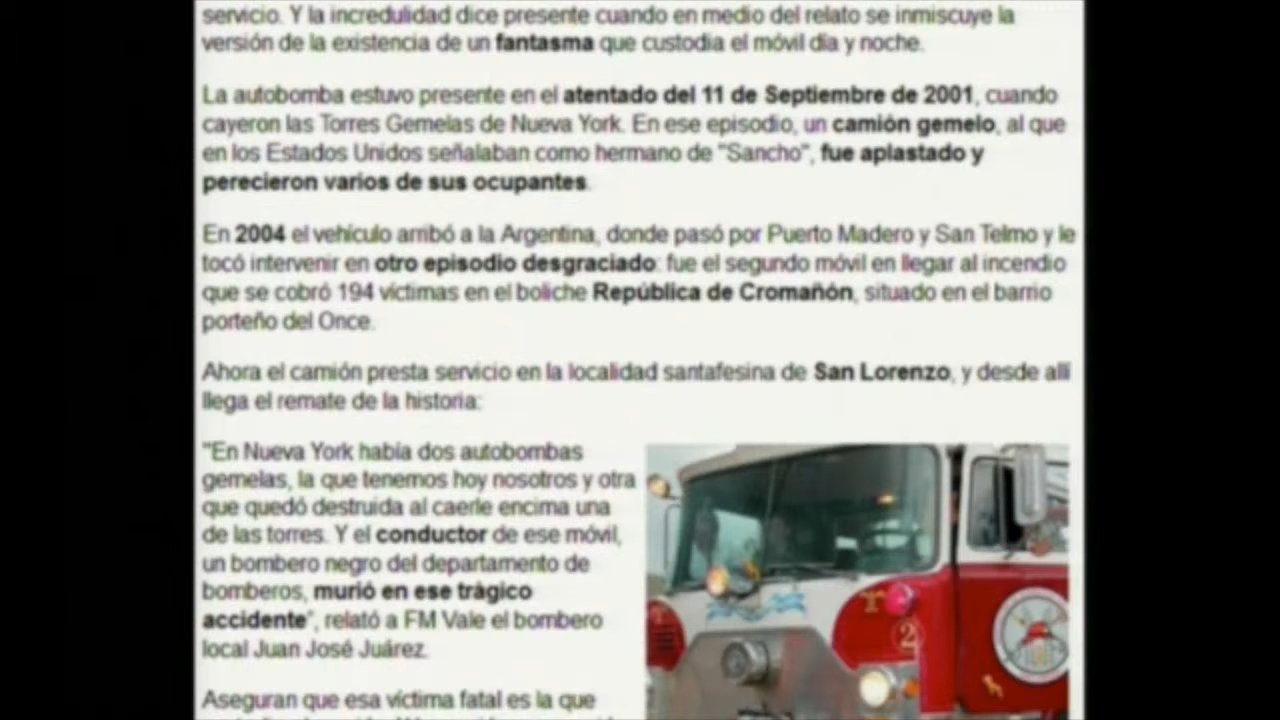 servicio. Y la incredulidad dice presente cuando en medio del relato se inmiscuye la
versión de la existencia de un fantasma que custodia el móvil día y noche.
La autobomba estuvo presente en el atentado del 11 de Septiembre de 2001, cuando
cayeron las Torres Gemelas de Nueva York. En ese episodio, un camión gemelo, al que
en los Estados Unidos señalaban como hermano de "Sancho", fue aplastado y
perecieron varios de sus ocupantes.
En 2004 el vehículo arribó a la Argentina, donde pasó por Puerto Madero y San Telmo y le
tocó intervenir en otro episodio desgraciado: fue el segundo móvil en llegar al incendio
que se cobró 194 víctimas en el boliche República de Cromañón, situado en el barrio
porteño del Once.
Ahora el camión presta servicio en la localidad santafesina de San Lorenzo, y desde allí
llega el remate de la historia:
"En Nueva York había dos autobombas
gemelas, la que tenemos hoy nosotros y otra
que quedó destruida al caerle encima una
de las torres. Y el conductor de ese móvil,
un bombero negro del departamento de
bomberos, murió en ese trágico
accidente", relató a FM Vale el bombero
local Juan José Juárez.
Aseguran que esa víctima fatal es la que
2